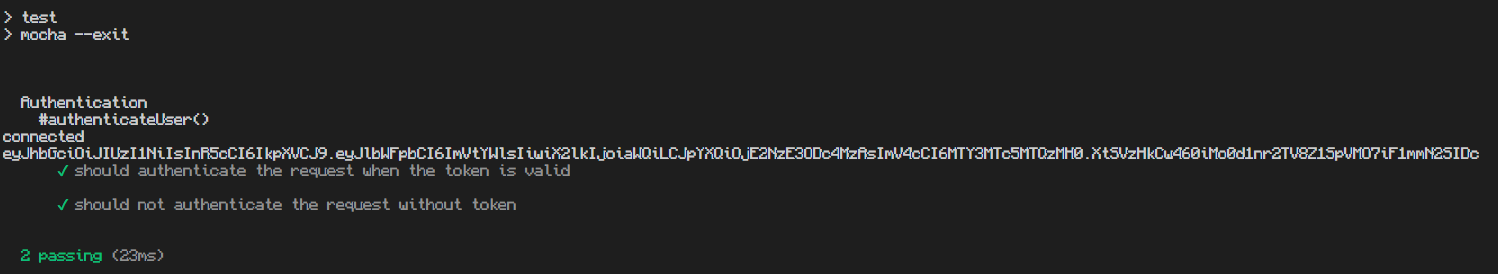 > test
> mocha --exit
Authentication
#authenticateUser()
connected
eyJhbGciOiJIUzI1NiIsInR5cCI6IkpXVCJ9.eyJlbWFpbCI6ImVtYWlsIiwiX2lkIjoiaWQiLCJpYXQiOjE2NzE3ODc4MzAsImV4cCI6MTY3MTc5MTQzMH0.XtSVzHkCw460iMo0d1nr2TV8Z1SpVMO7iF1mmN2SIDc
✓ should authenticate the request when the token is valid
✓ should not authenticate the request without token
2 passing (23ms)